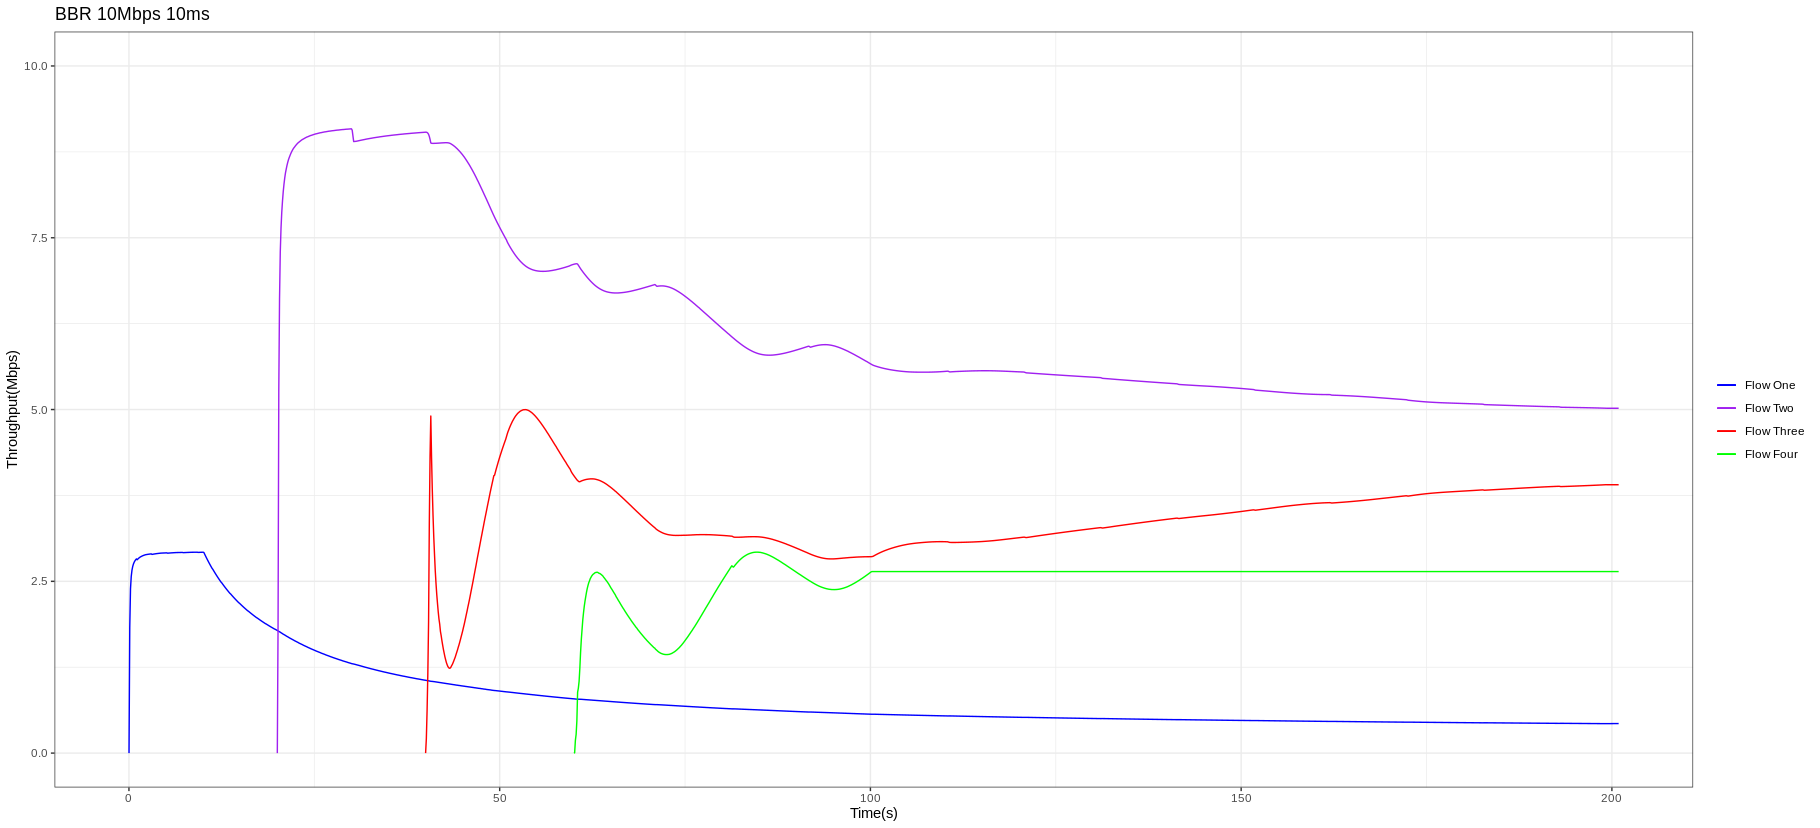 BBR 10Mbps 10ms
10.0
7.5
5.0
2.5
0.0
Throughput(Mbps)
0
50
100
150
200
Time(s)
Flow One
Flow Two
Flow Three
Flow Four